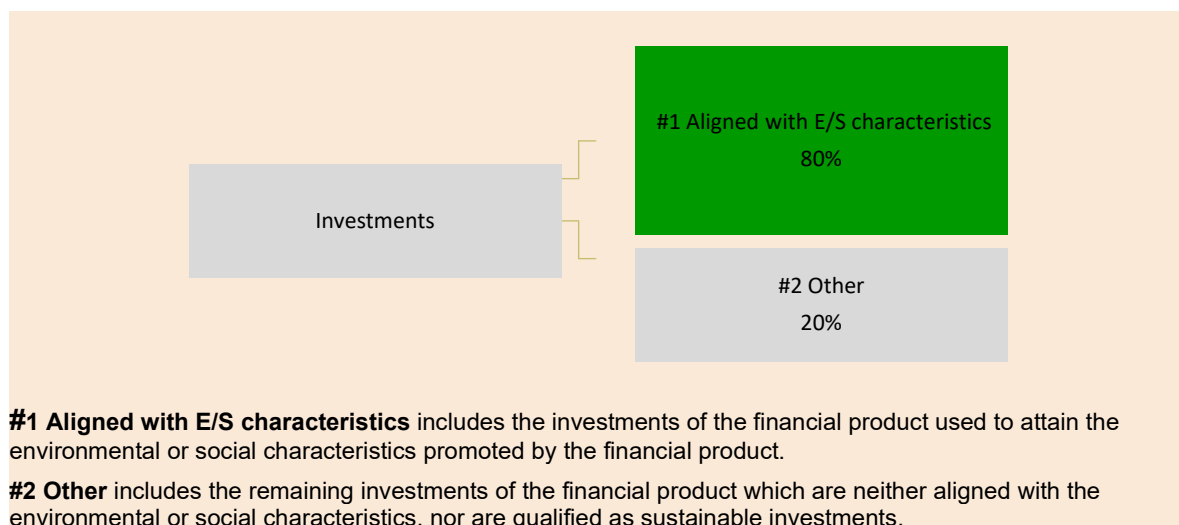 #1 Aligned with E/S characteristics
80%
Investments
#2 Other
20%
#1 Aligned with E/S characteristics includes the investments of the financial product used to attain the
environmental or social characteristics promoted by the financial product.
#2 Other includes the remaining investments of the financial product which are neither aligned with the
environmental or social characteristics, nor are qualified as sustainable investments.